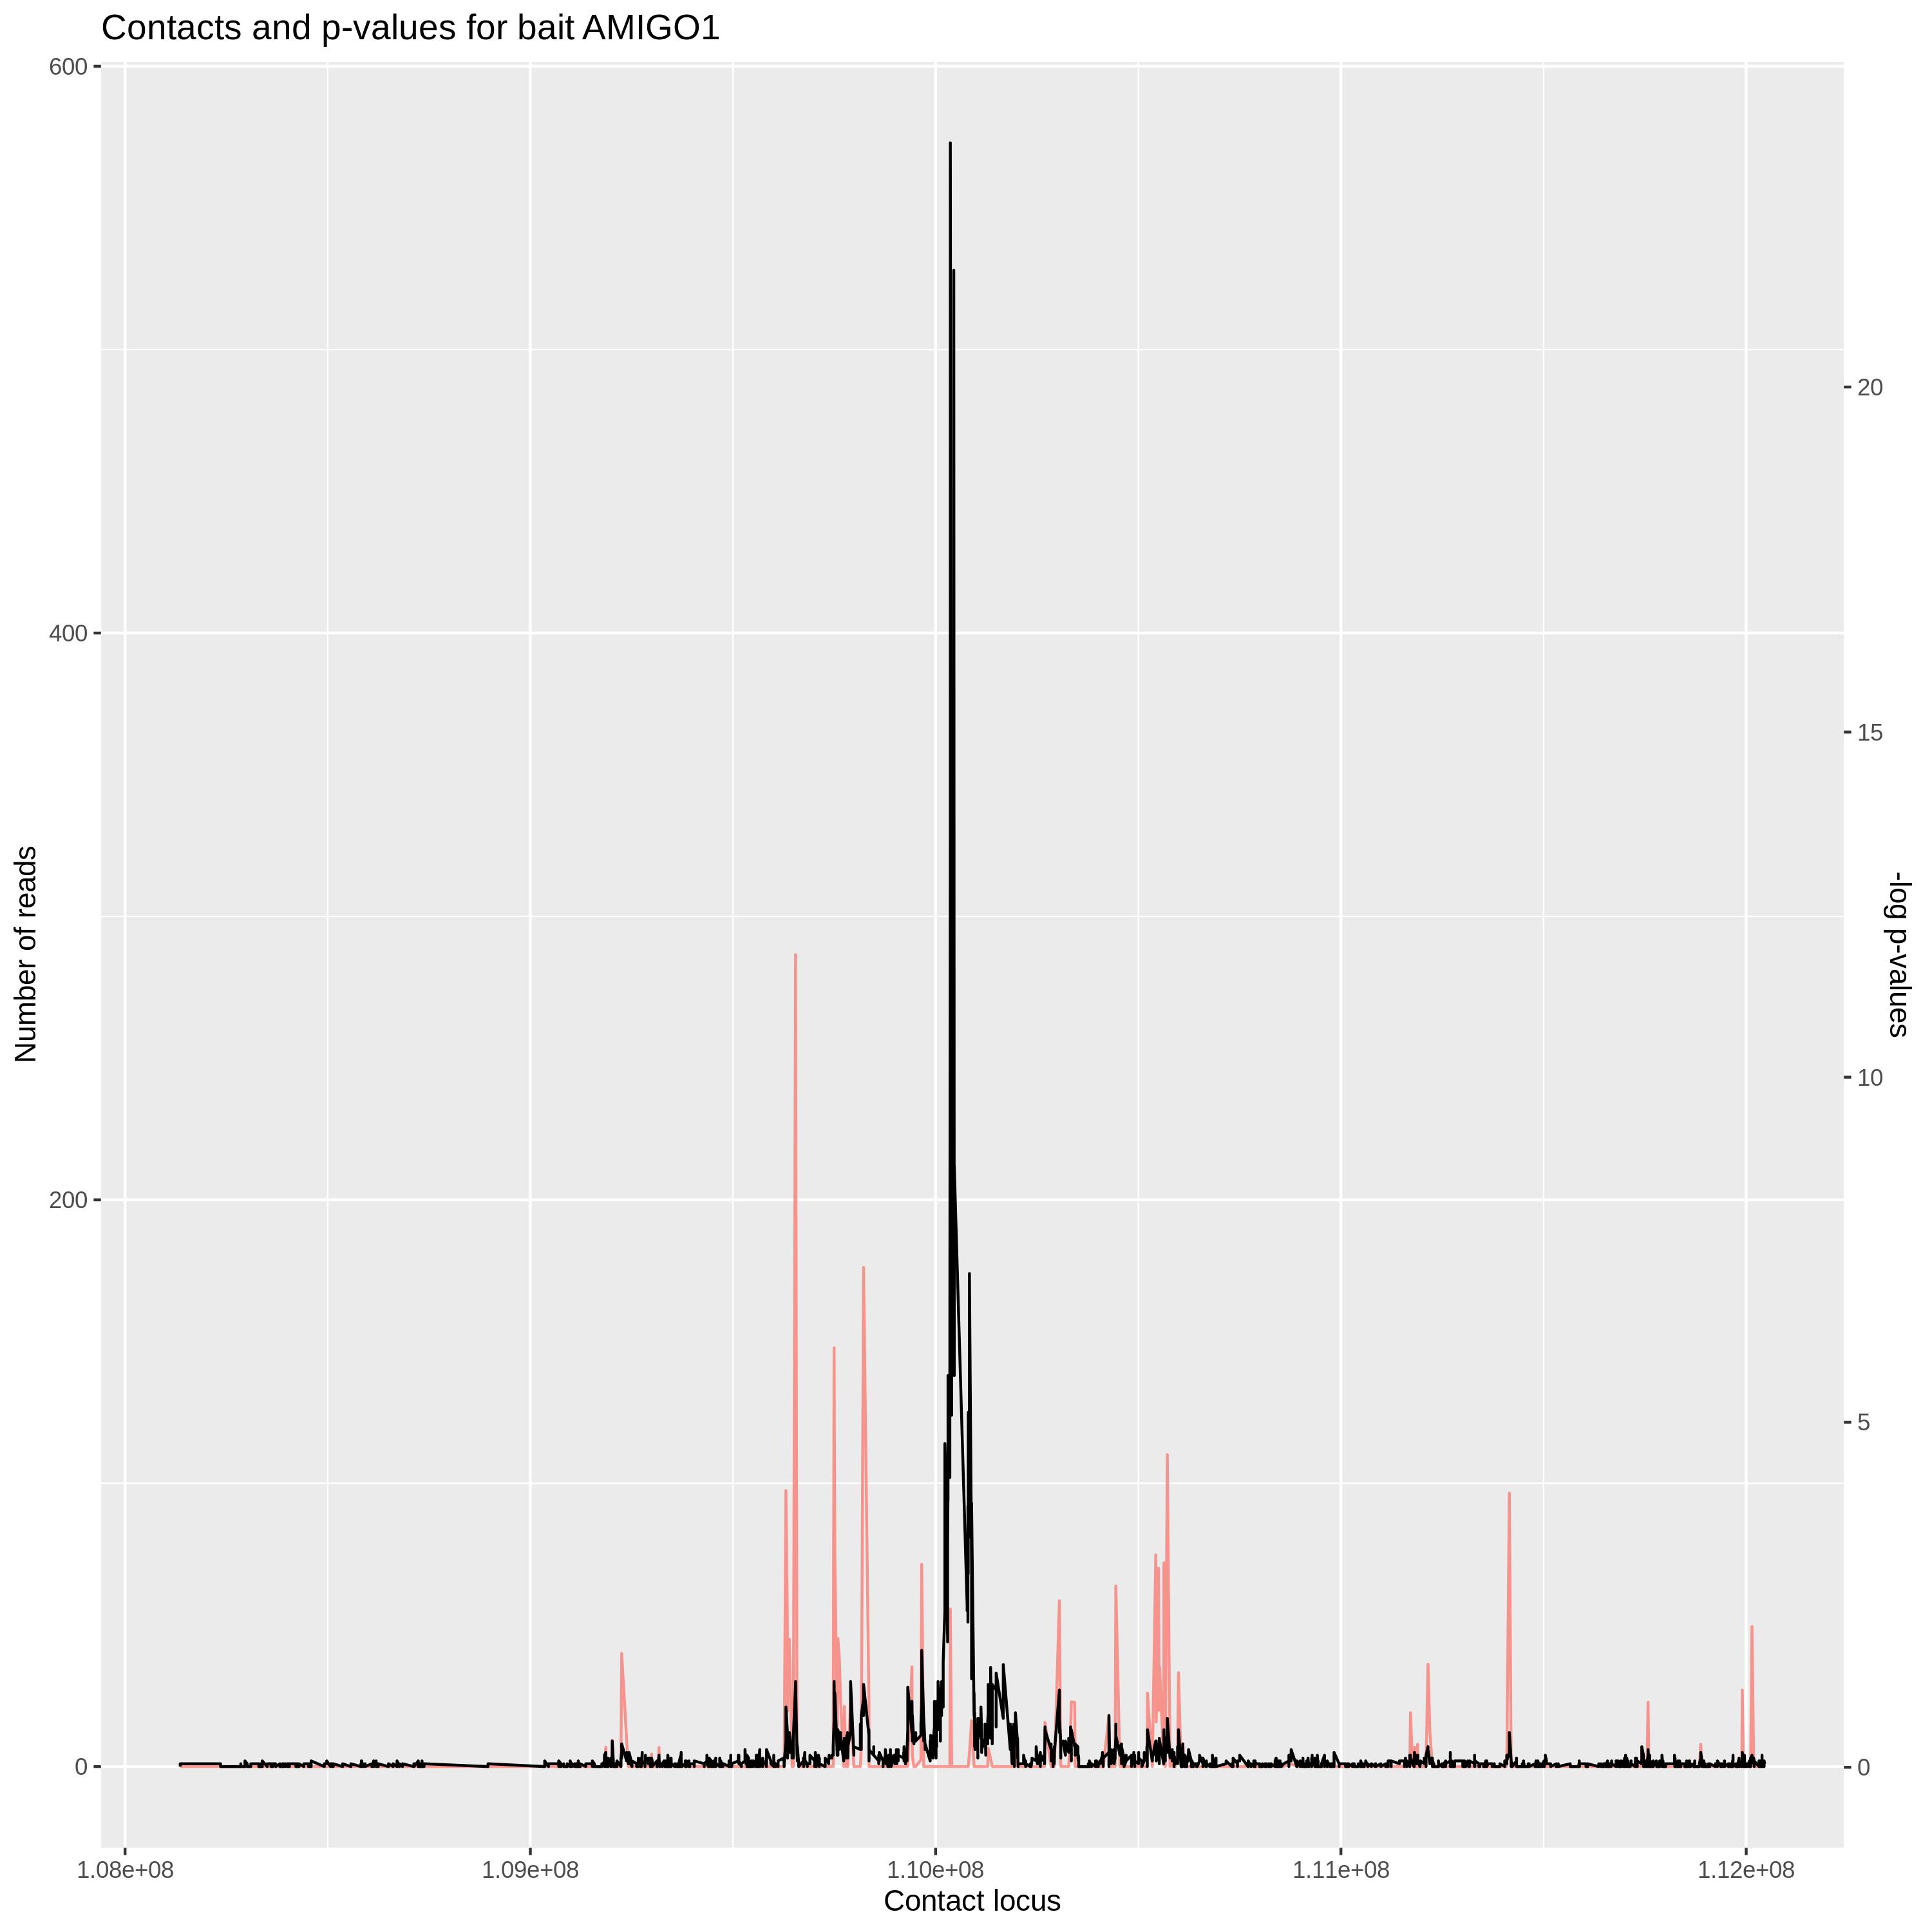 Contacts and p-values for bait AMIGO1
600
400
200
0
Number of reads
20
15
10
5
0
-log p-values
1.08e+08
1.09e+08
1.10e+08
1.11e+08
1.12e+08
Contact locus